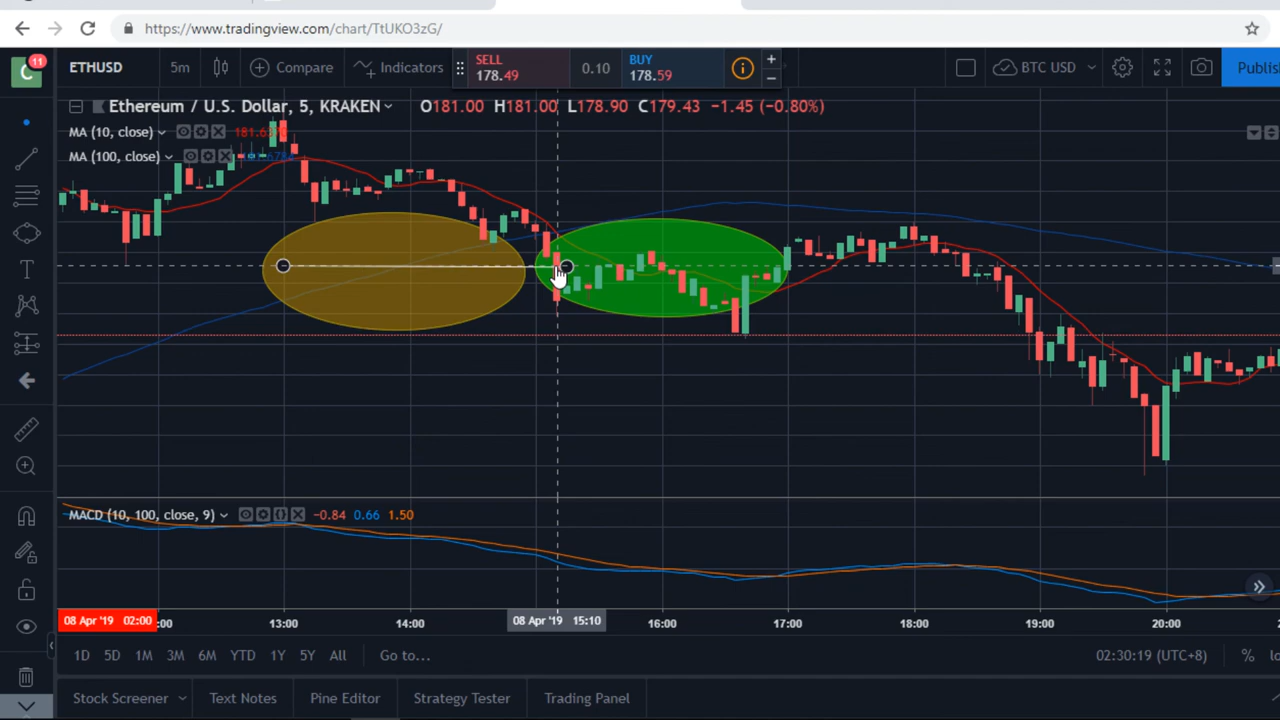 https://www.tradingview.com/chart/TtUKO3zG/
C 11 ETHUSD 5m Compare Indicators SELL 178.49 0.10 BUY 178.59 + − BTC USD Publis
Ethereum / U.S. Dollar, 5, KRAKEN O181.00 H181.00 L178.90 C179.43 −1.45 (−0.80%)
MA (10, close)
MA (100, close)
MACD (10, 100, close, 9) −0.84 0.66 1.50
08 Apr '19 02:00 :00 13:00 14:00 08 Apr '19 15:10 16:00 17:00 18:00 19:00 20:00
1D 5D 1M 3M 6M YTD 1Y 5Y All Go to... 02:30:19 (UTC+8) % lo
Stock Screener Text Notes Pine Editor Strategy Tester Trading Panel